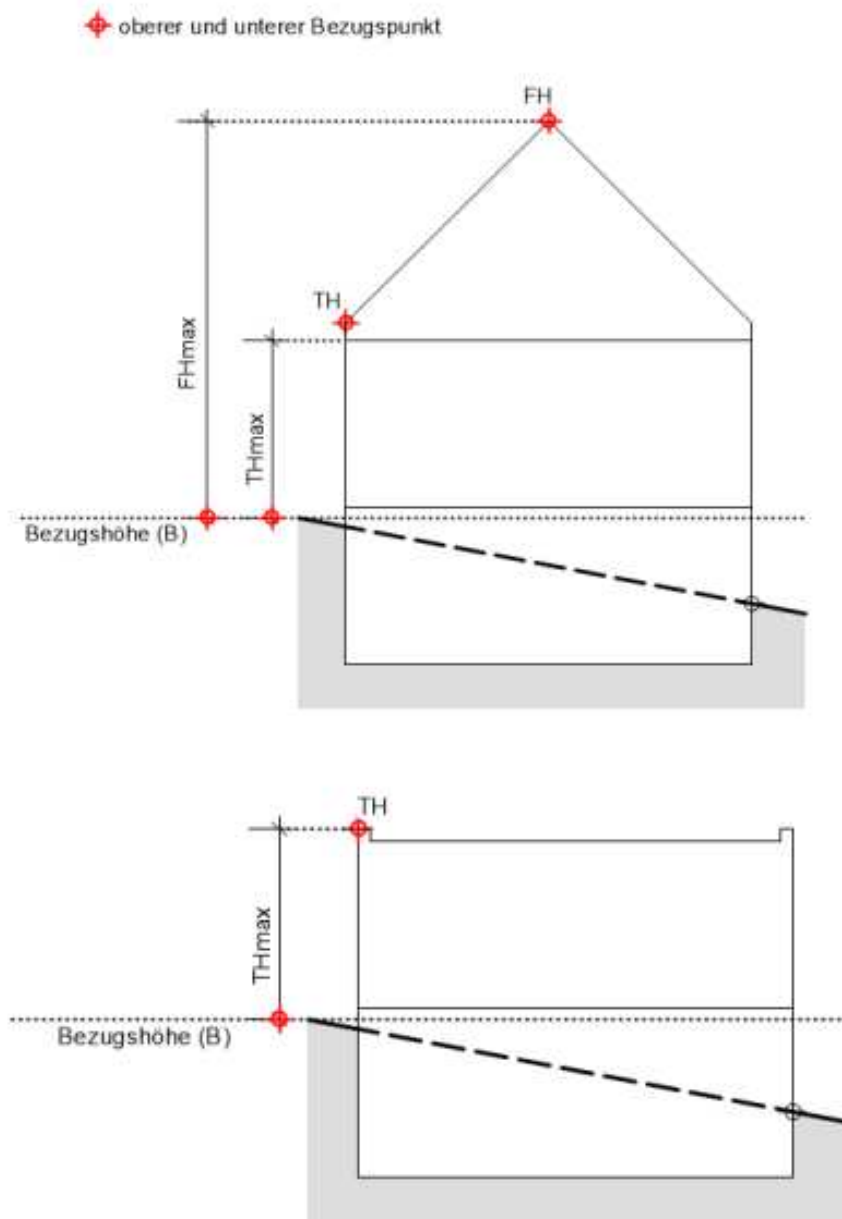 oberer und unterer Bezugspunkt
FH
TH
FHmax
THmax
Bezugshöhe (B)
TH
THmax
Bezugshöhe (B)